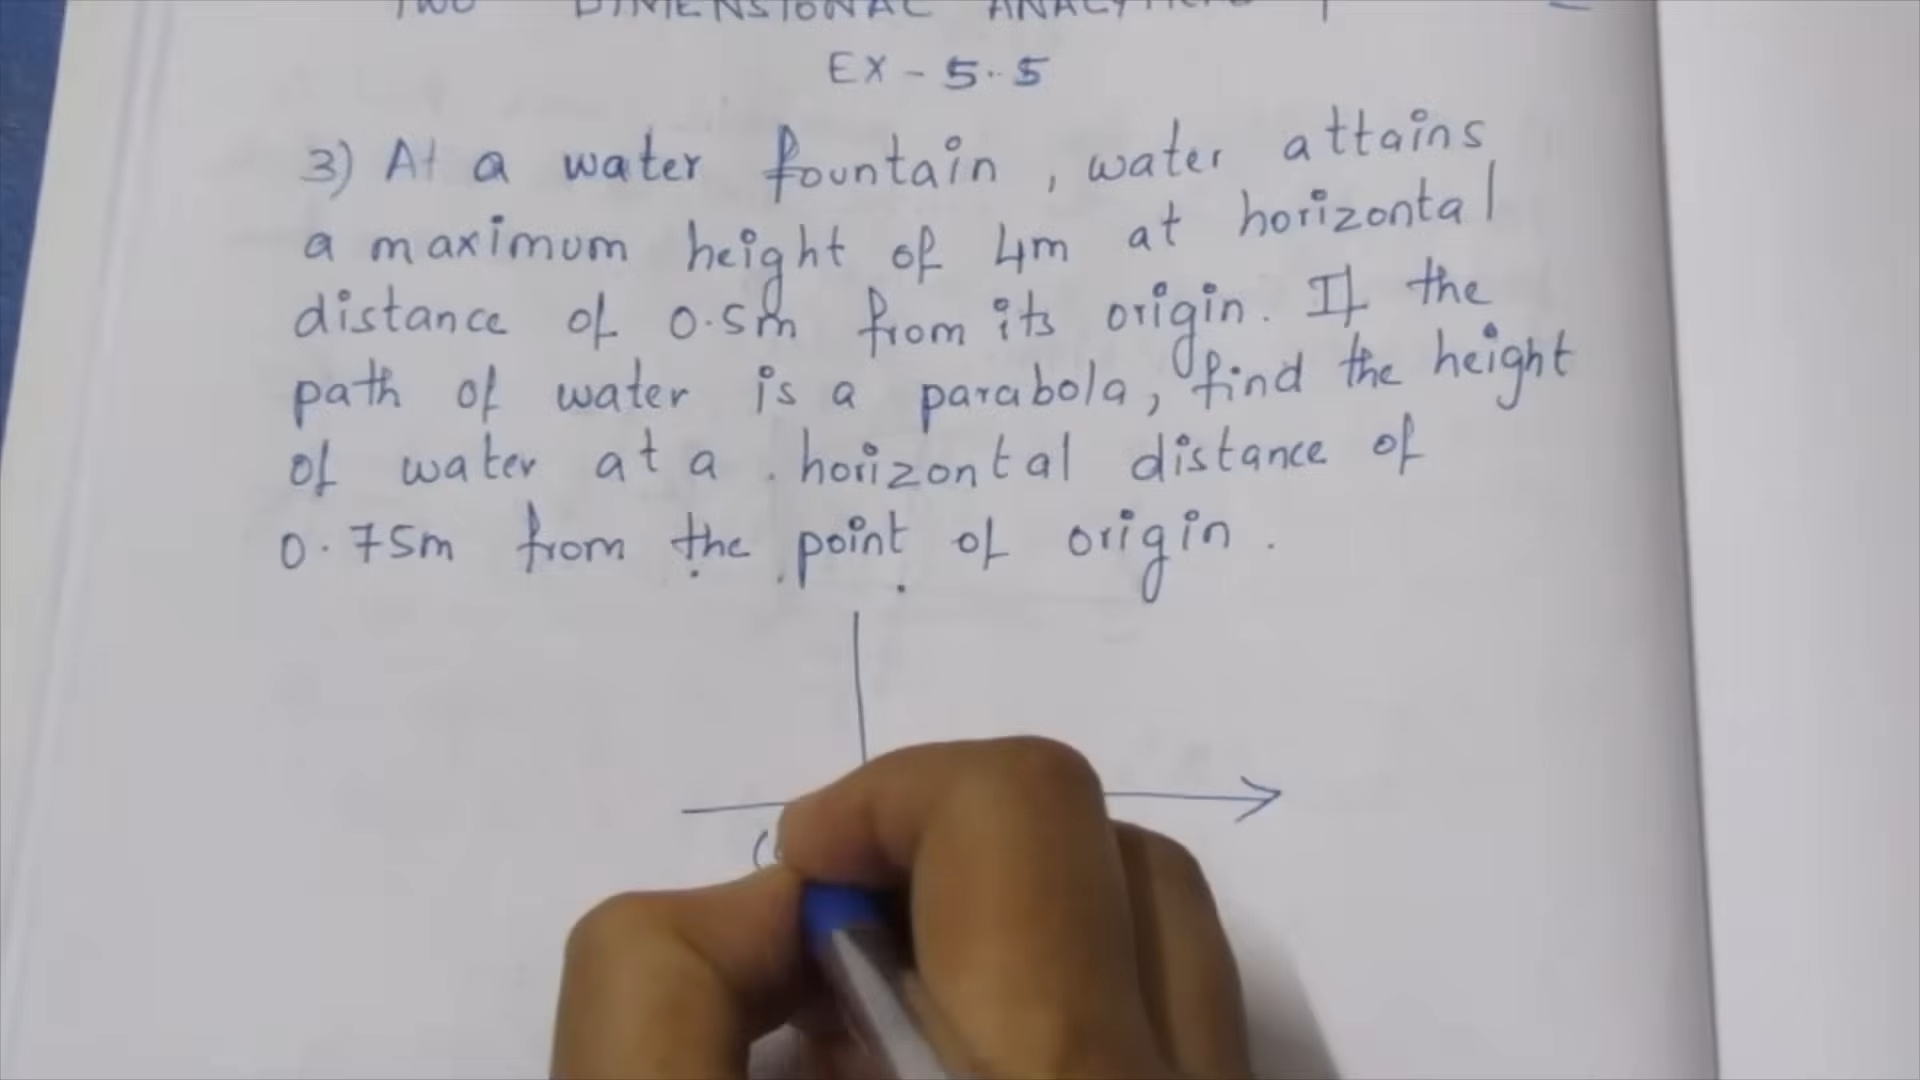 TWO DIMENSIONAL
EX - 5.5
3) At a water fountain, water attains
a maximum height of 4m at horizontal
distance of 0.5m from its origin. If the
path of water is a parabola, find the height
of water at a horizontal distance of
0.75m from the point of origin.
(